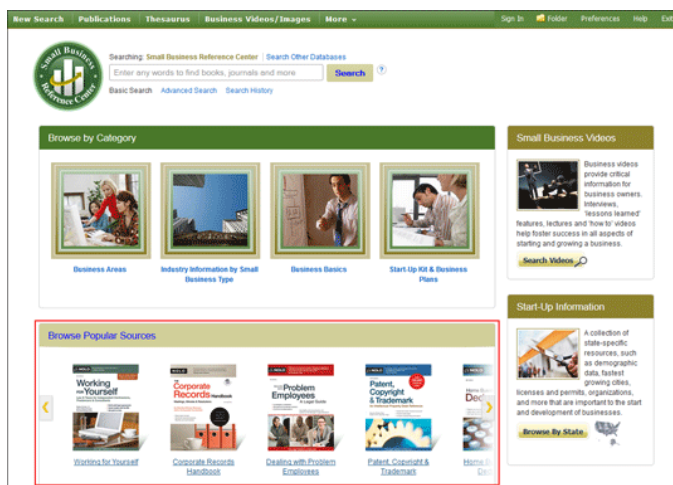 New Search
Publications
Thesaurus
Business Videos/Images
More
Sign In
Folder
Preferences
Help
Exit
Small Business
Reference Center
Searching: Small Business Reference Center
Search Other Databases
Enter any words to find books, journals and more
Search
?
Basic Search
Advanced Search
Search History
Browse by Category
Business Areas
Industry Information by Small
Business Type
Business Basics
Start-Up Kit & Business
Plans
Small Business Videos
Business videos
provide critical
information for
business owners.
Interviews,
'lessons learned'
features, lectures and 'how to' videos
help foster success in all aspects of
starting and growing a business.
Search Videos
Browse Popular Sources
Working
for Yourself
NOLO
The
Corporate
Records Handbook
NOLO
Dealing with
Problem
Employees
A Legal Guide
NOLO
Patent,
Copyright
& Trademark
Working for Yourself
Corporate Records
Handbook
Dealing with Problem
Employees
Patent, Copyright &
Trademark
Start-Up Information
A collection of
state-specific
resources, such
as demographic
data, fastest
growing cities,
licenses and permits, organizations,
and more that are important to the start
and development of businesses.
Browse By State